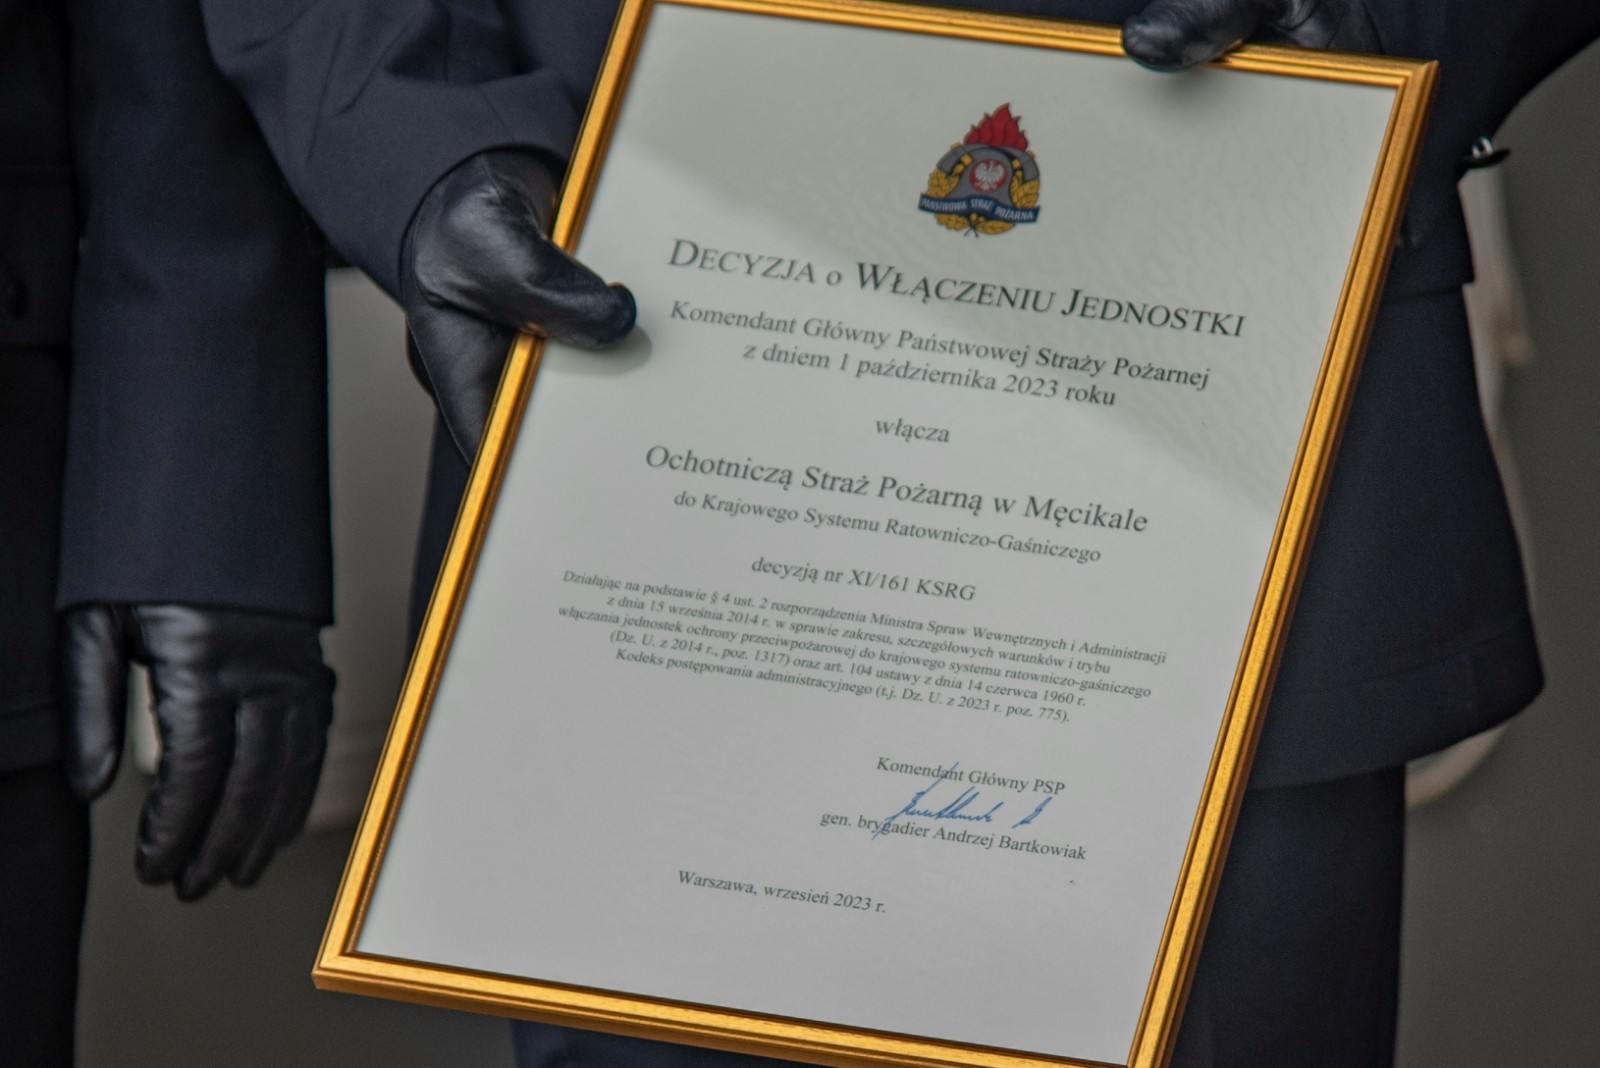 PAŃSTWOWA STRAŻ POŻARNA
DECYZJA O WŁĄCZENIU JEDNOSTKI
Komendant Główny Państwowej Straży Pożarnej
z dniem 1 października 2023 roku
włącza
Ochotniczą Straż Pożarną w Męcikale
do Krajowego Systemu Ratowniczo-Gaśniczego
decyzją nr XI/161 KSRG
Działając na podstawie § 4 ust. 2 rozporządzenia Ministra Spraw Wewnętrznych i Administracji
z dnia 15 września 2014 r. w sprawie zakresu, szczegółowych warunków i trybu
włączania jednostek ochrony przeciwpożarowej do krajowego systemu ratowniczo-gaśniczego
(Dz. U. z 2014 r., poz. 1317) oraz art. 104 ustawy z dnia 14 czerwca 1960 r.
Kodeks postępowania administracyjnego (t.j. Dz. U. z 2023 r. poz. 775).
Komendant Główny PSP
gen. brygadier Andrzej Bartkowiak
Warszawa, wrzesień 2023 r.